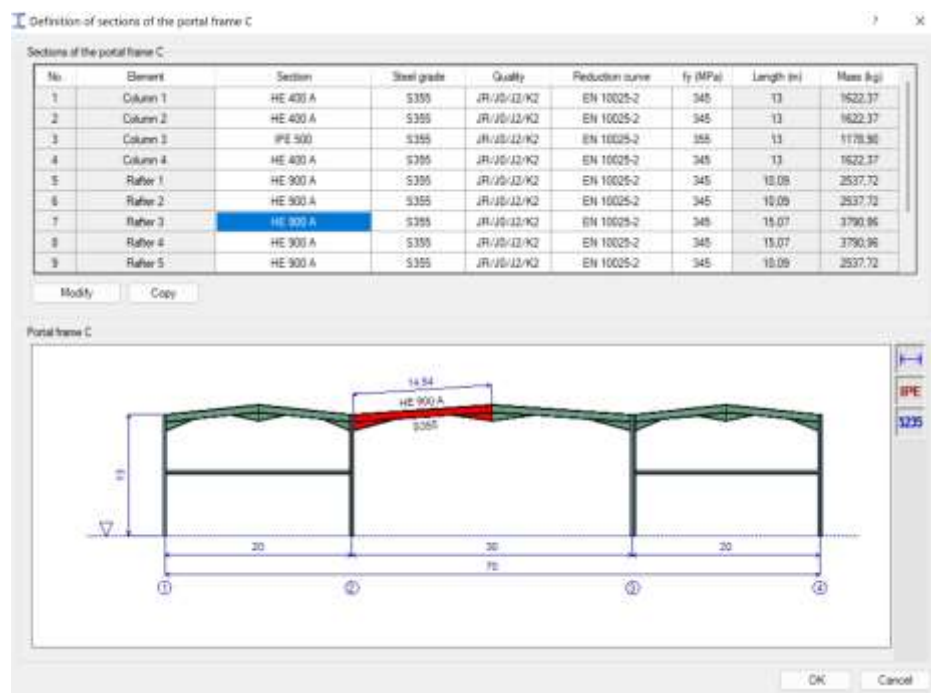 Definition of sections of the portal frame C ? ×
Sections of the portal frame C
No. Element Section Steel grade Quality Reduction curve fy (MPa) Length (m) Mass (kg)
1 Column 1 HE 400 A S355 JR/J0/J2/K2 EN 10025-2 345 13 1622.37
2 Column 2 HE 400 A S355 JR/J0/J2/K2 EN 10025-2 345 13 1622.37
3 Column 3 IPE 500 S355 JR/J0/J2/K2 EN 10025-2 355 13 1178.90
4 Column 4 HE 400 A S355 JR/J0/J2/K2 EN 10025-2 345 13 1622.37
5 Rafter 1 HE 900 A S355 JR/J0/J2/K2 EN 10025-2 345 10.09 2537.72
6 Rafter 2 HE 900 A S355 JR/J0/J2/K2 EN 10025-2 345 10.09 2537.72
7 Rafter 3 HE 900 A S355 JR/J0/J2/K2 EN 10025-2 345 15.07 3790.96
8 Rafter 4 HE 900 A S355 JR/J0/J2/K2 EN 10025-2 345 15.07 3790.96
9 Rafter 5 HE 900 A S355 JR/J0/J2/K2 EN 10025-2 345 10.09 2537.72
Modify Copy
Portal frame C
14.54
HE 900 A
S355
IPE
S235
13
20 30 20
70
1 2 3 4
OK Cancel